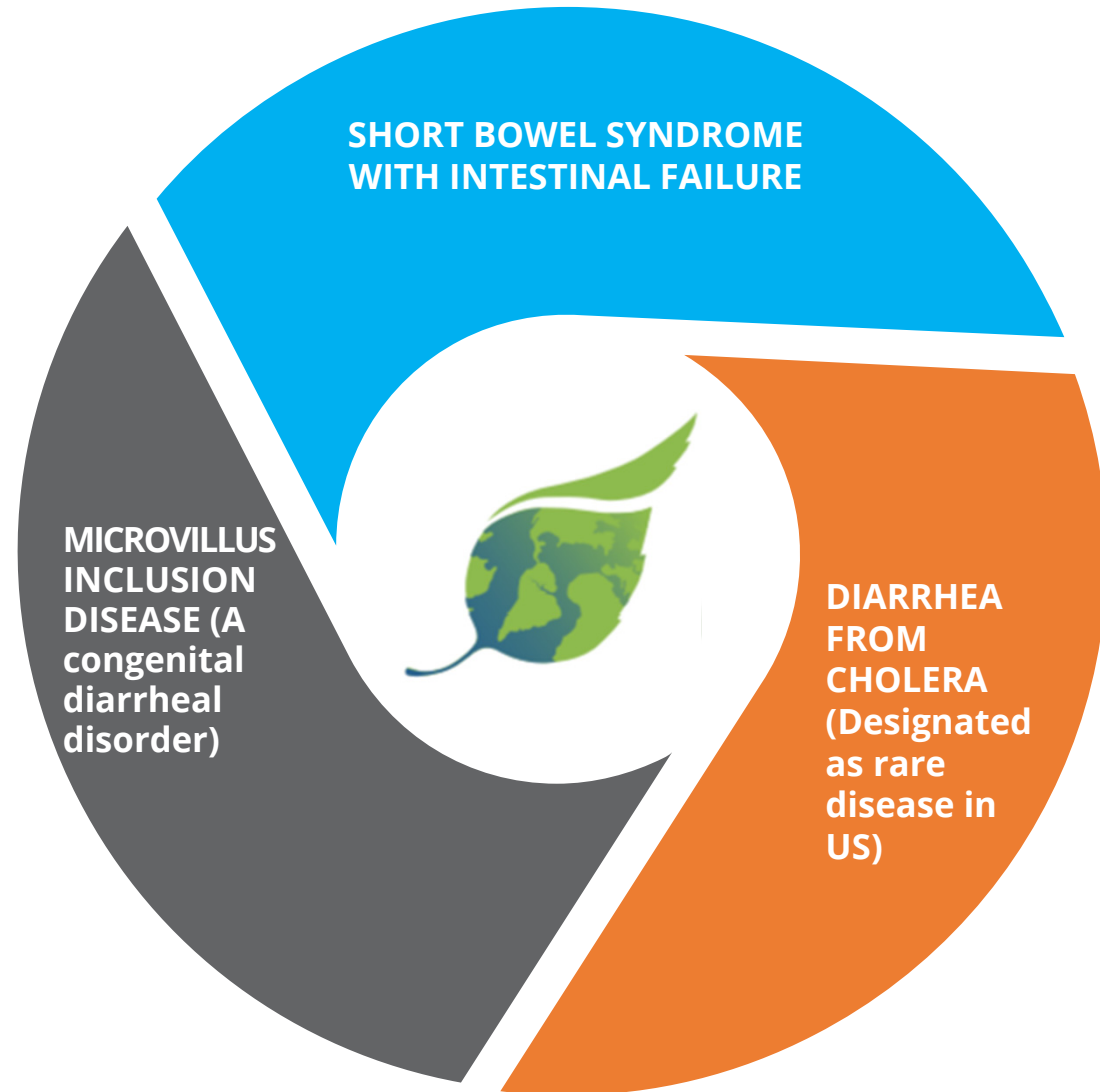 SHORT BOWEL SYNDROME
WITH INTESTINAL FAILURE
MICROVILLUS
INCLUSION
DISEASE (A
congenital
diarrheal
disorder)
DIARRHEA
FROM
CHOLERA
(Designated
as rare
disease in
US)